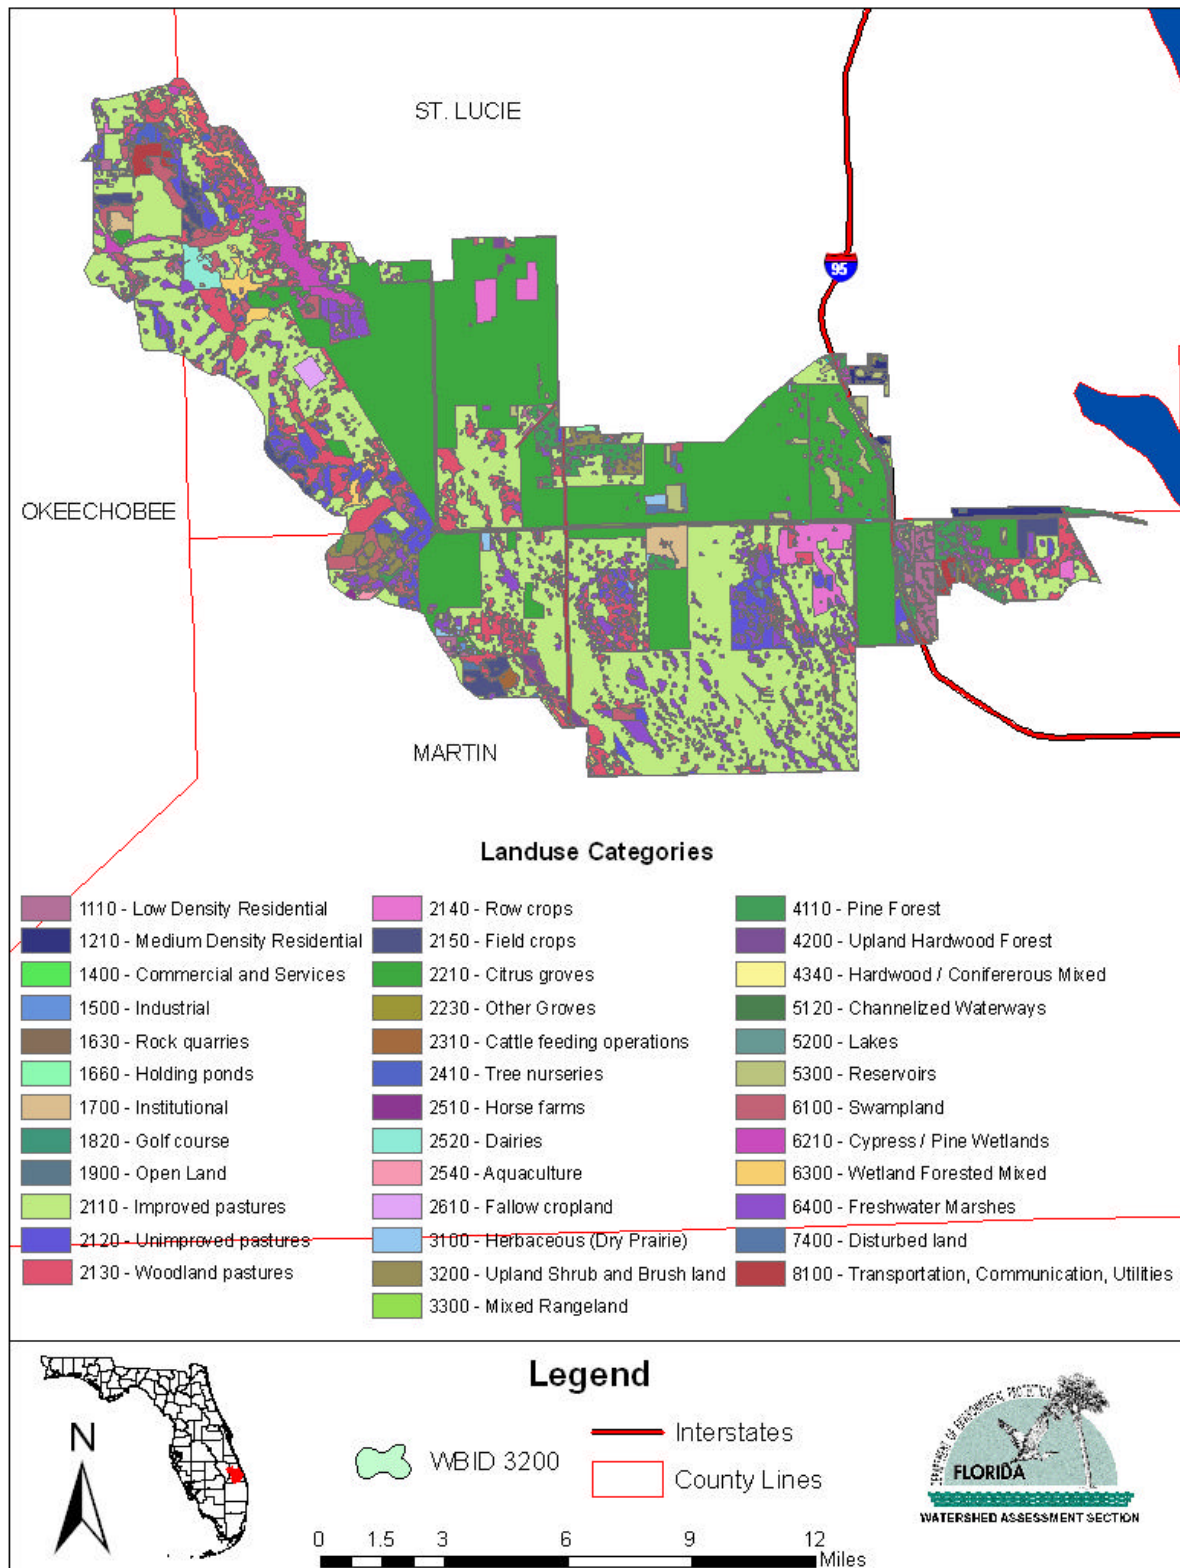 ST. LUCIE
95
OKEECHOBEE
MARTIN
Landuse Categories
1110 - Low Density Residential
1210 - Medium Density Residential
1400 - Commercial and Services
1500 - Industrial
1630 - Rock quarries
1660 - Holding ponds
1700 - Institutional
1820 - Golf course
1900 - Open Land
2110 - Improved pastures
2120 - Unimproved pastures
2130 - Woodland pastures
2140 - Row crops
2150 - Field crops
2210 - Citrus groves
2230 - Other Groves
2310 - Cattle feeding operations
2410 - Tree nurseries
2510 - Horse farms
2520 - Dairies
2540 - Aquaculture
2610 - Fallow cropland
3100 - Herbaceous (Dry Prairie)
3200 - Upland Shrub and Brush land
3300 - Mixed Rangeland
4110 - Pine Forest
4200 - Upland Hardwood Forest
4340 - Hardwood / Conifererous Mixed
5120 - Channelized Waterways
5200 - Lakes
5300 - Reservoirs
6100 - Swampland
6210 - Cypress / Pine Wetlands
6300 - Wetland Forested Mixed
6400 - Freshwater Marshes
7400 - Disturbed land
8100 - Transportation, Communication, Utilities
Legend
N
WBID 3200
Interstates
County Lines
DEPARTMENT OF ENVIRONMENTAL PROTECTION
FLORIDA
WATERSHED ASSESSMENT SECTION
0 1.5 3 6 9 12
Miles